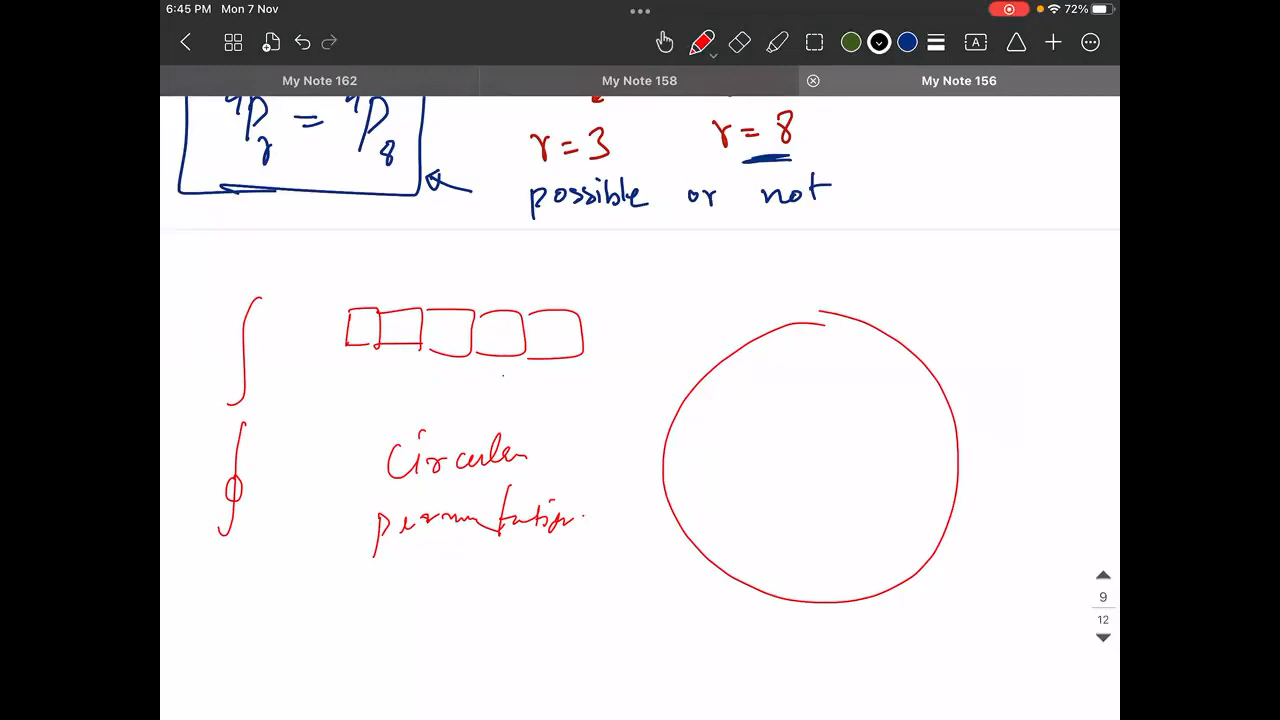 6:45 PM Mon 7 Nov
72%
A
My Note 162
My Note 158
My Note 156
r = 3
r = 8
P = P
r 8
possible or not
∫
∮
Circular
permutation.
9
12